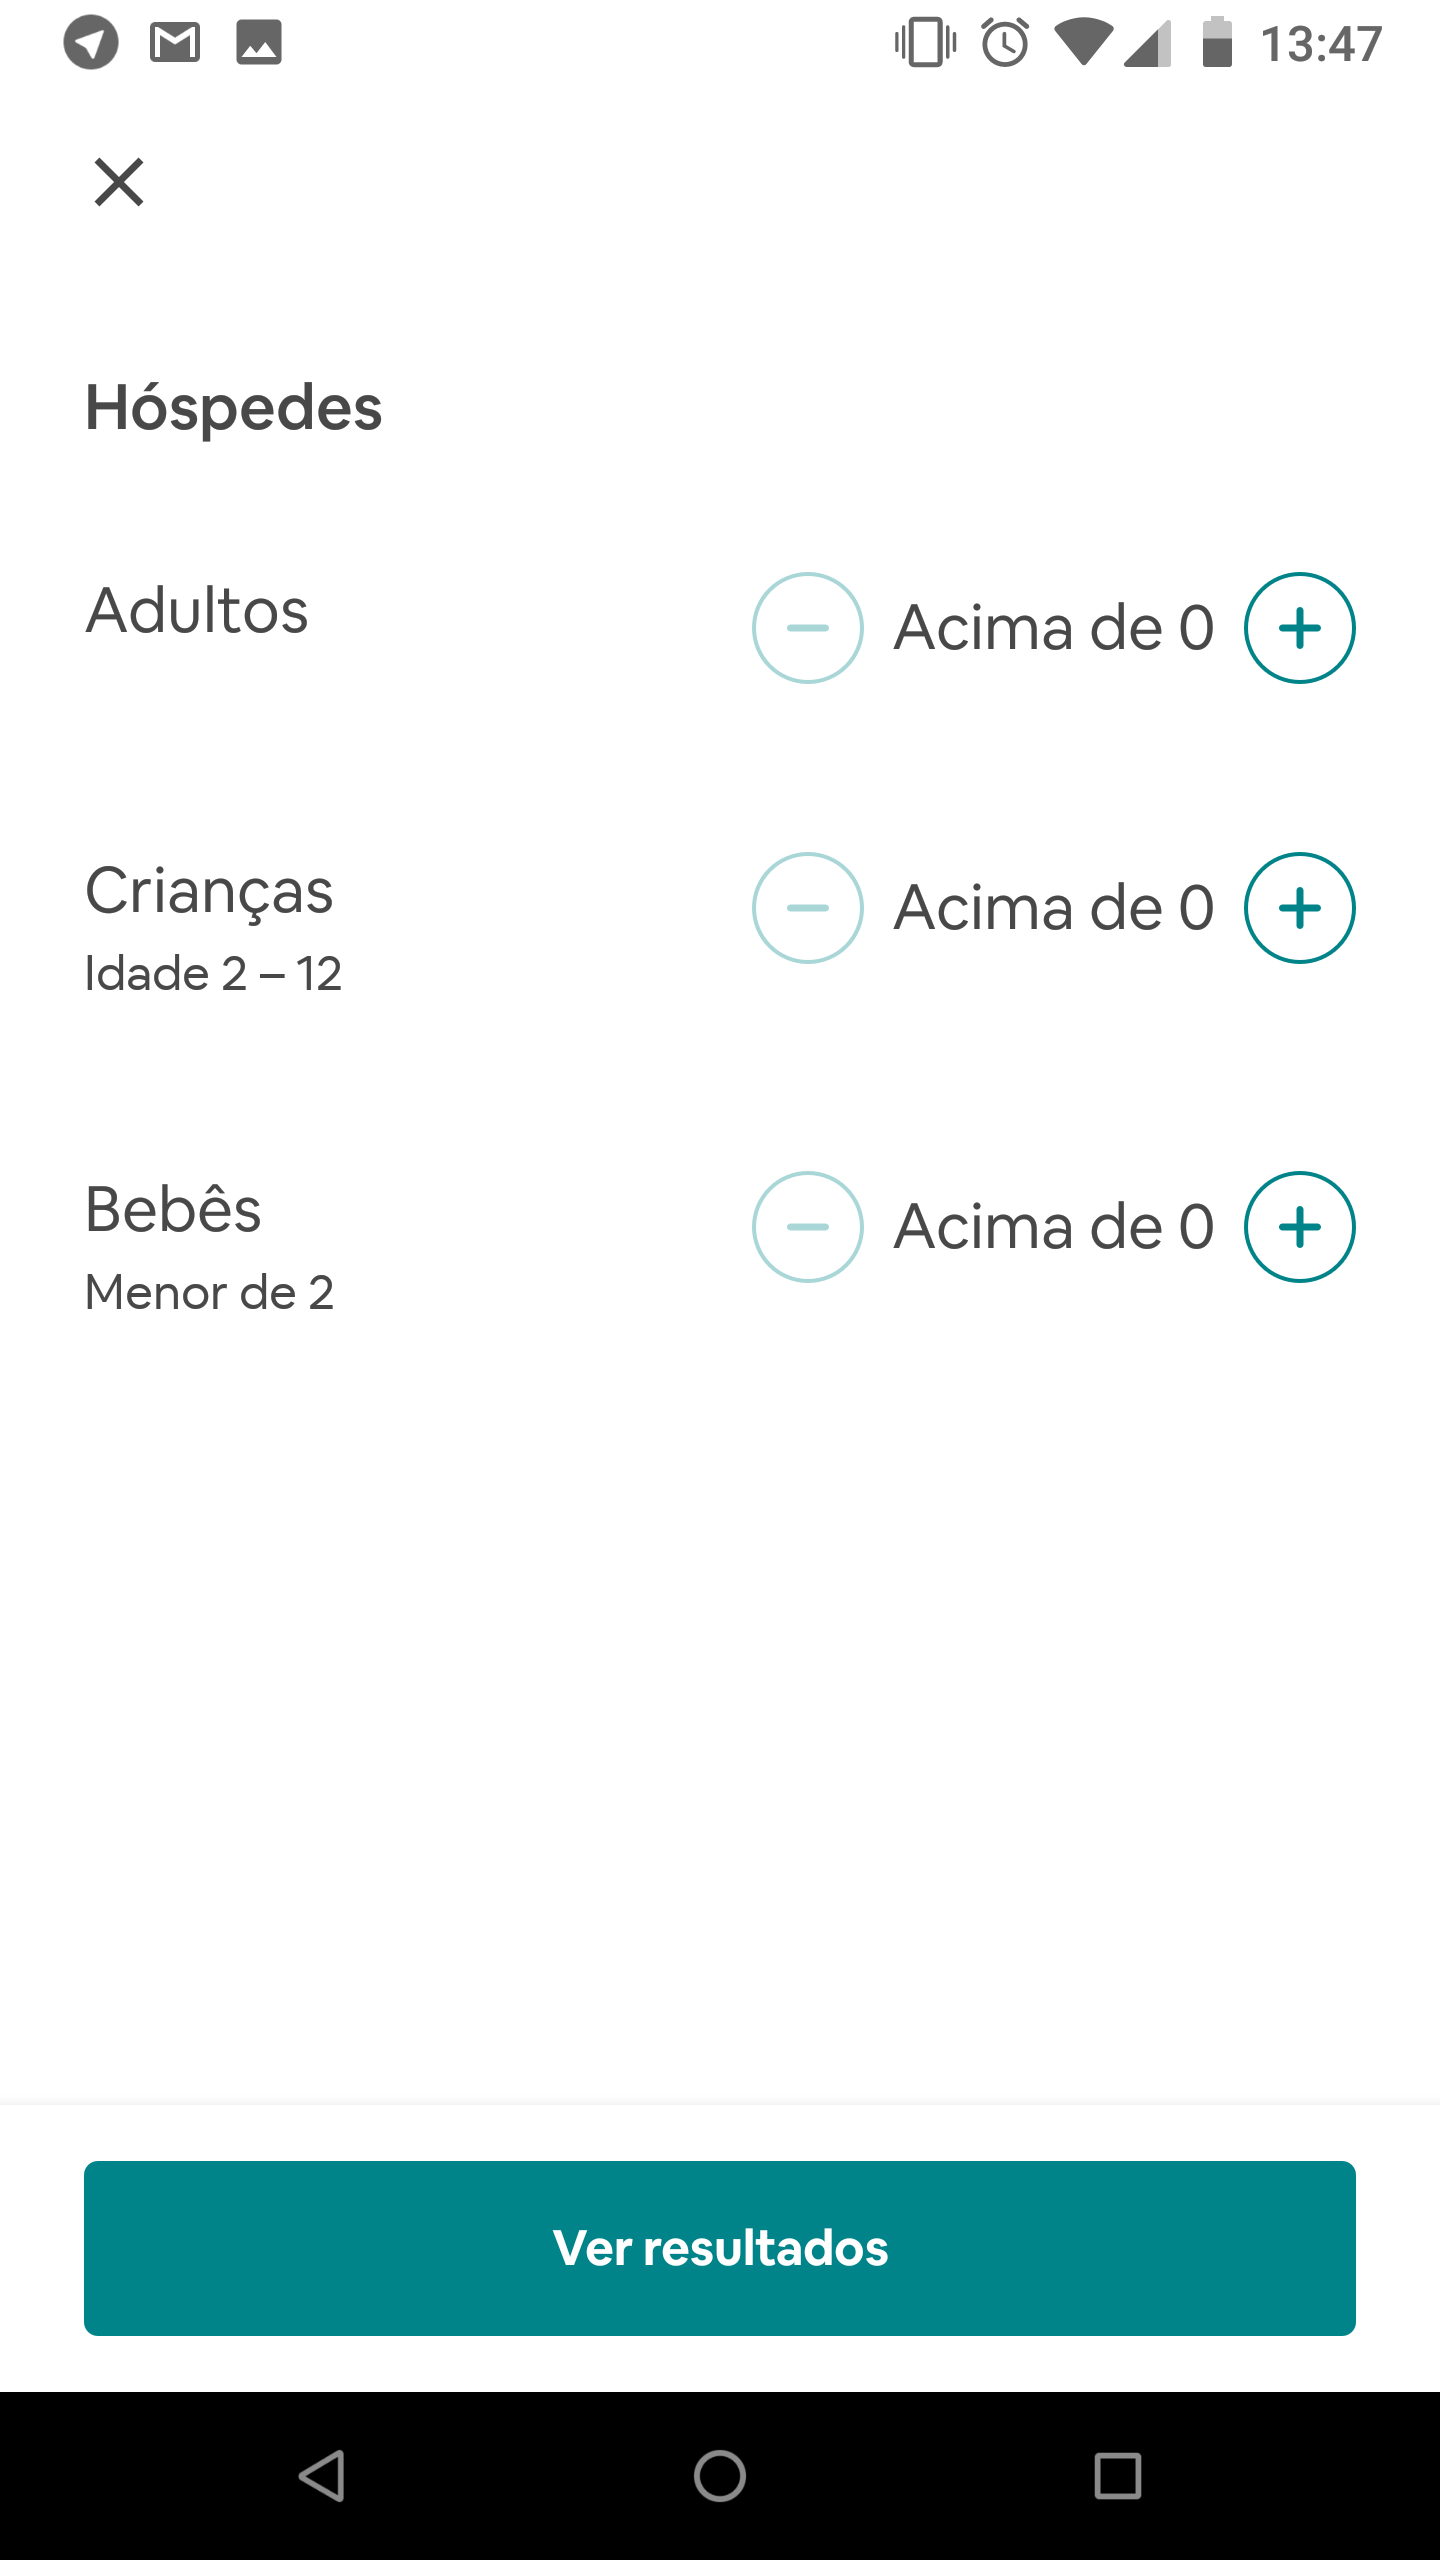 13:47
Hóspedes
Adultos
Acima de 0
Crianças
Idade 2 – 12
Acima de 0
Bebês
Menor de 2
Acima de 0
Ver resultados